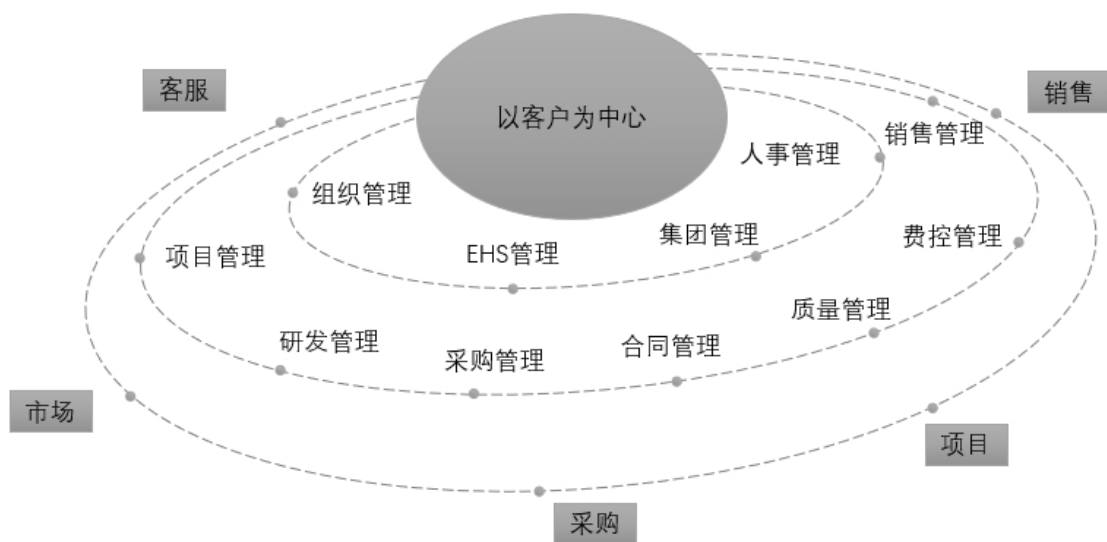 以客户为中心
客服
销售
销售管理
人事管理
组织管理
集团管理
费控管理
EHS管理
项目管理
质量管理
研发管理
合同管理
采购管理
市场
项目
采购